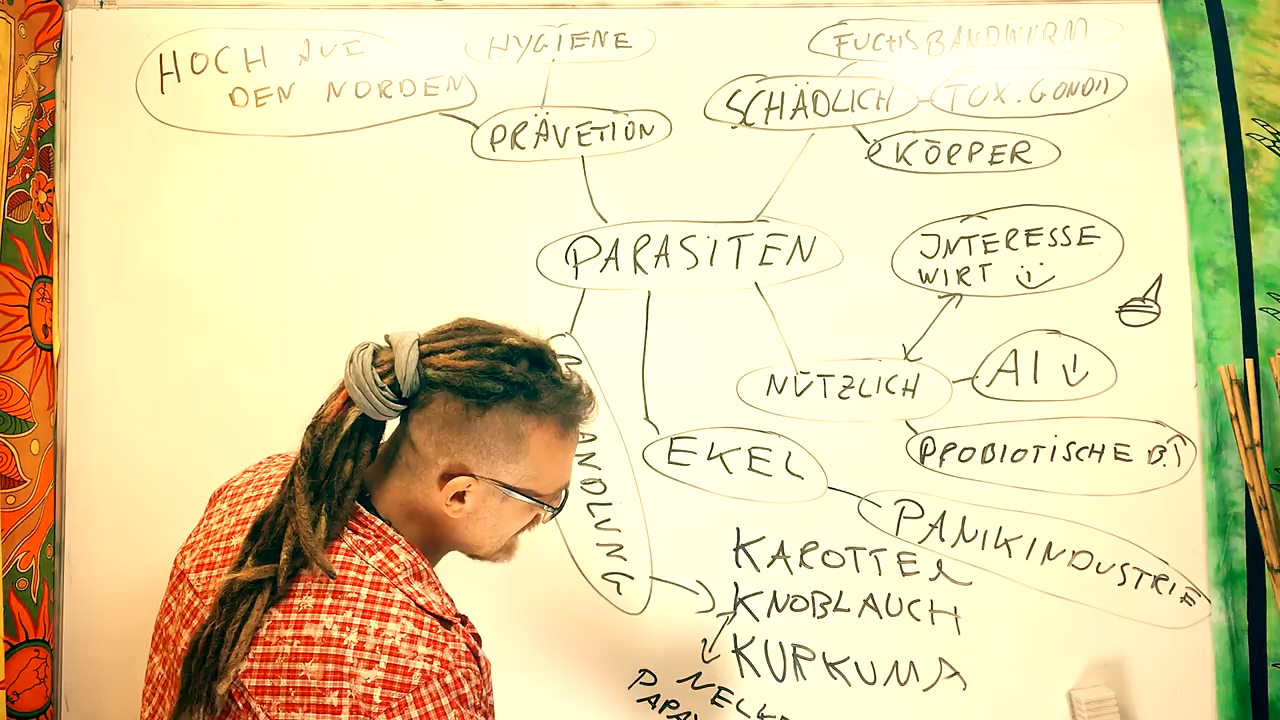 HOCH AUF
DEN NORDEN
HYGIENE
PRÄVETION
FUCHSBANDWURM
SCHÄDLICH
TOX. GONDII
KÖRPER
PARASITEN
INTERESSE
WIRT
NÜTZLICH
AI ↓
PROBIOTISCHE B.↑
EKEL
PANIKINDUSTRIE
ANDLUNG
KAROTTEN
KNOBLAUCH
KURKUMA